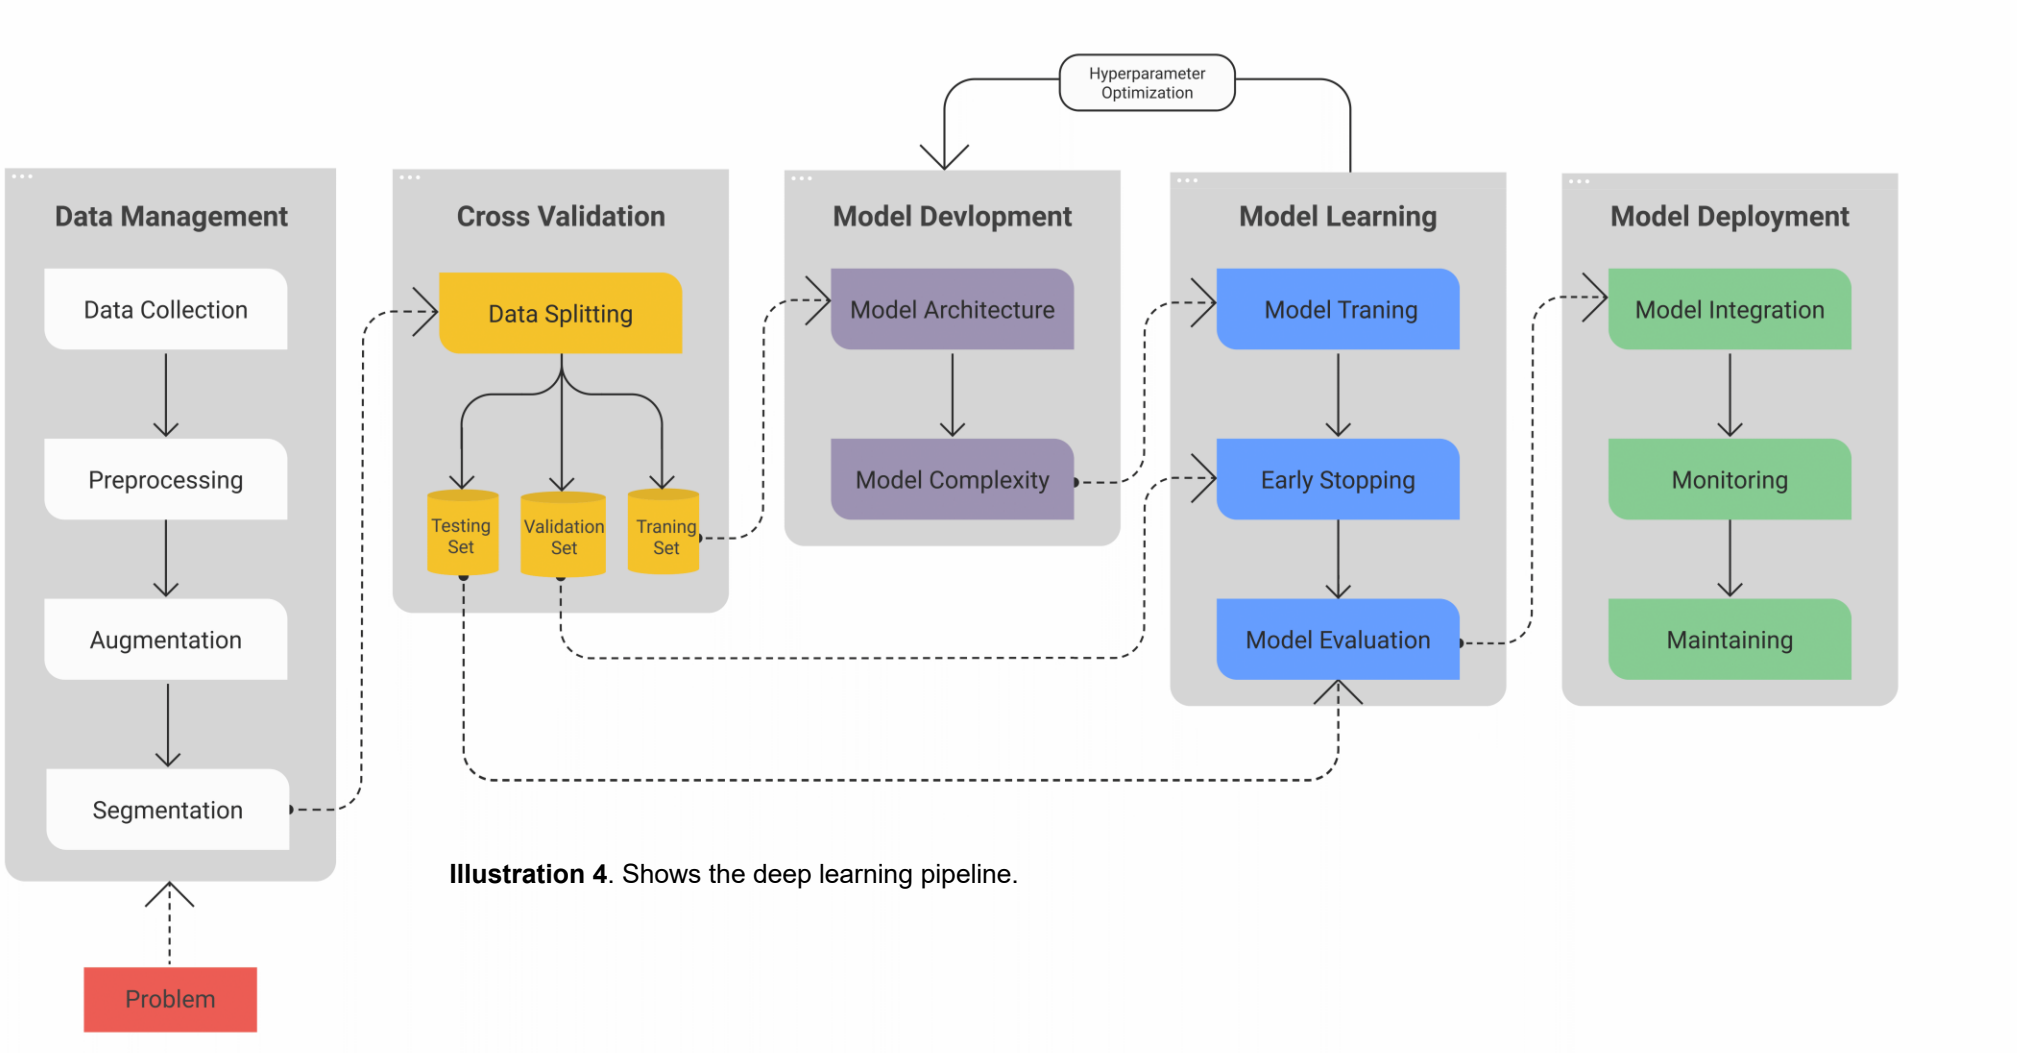 Hyperparameter
Optimization
Data Management
Data Collection
Preprocessing
Augmentation
Segmentation
Problem
Cross Validation
Data Splitting
Testing
Set
Validation
Set
Traning
Set
Model Devlopment
Model Architecture
Model Complexity
Model Learning
Model Traning
Early Stopping
Model Evaluation
Model Deployment
Model Integration
Monitoring
Maintaining
Illustration 4. Shows the deep learning pipeline.